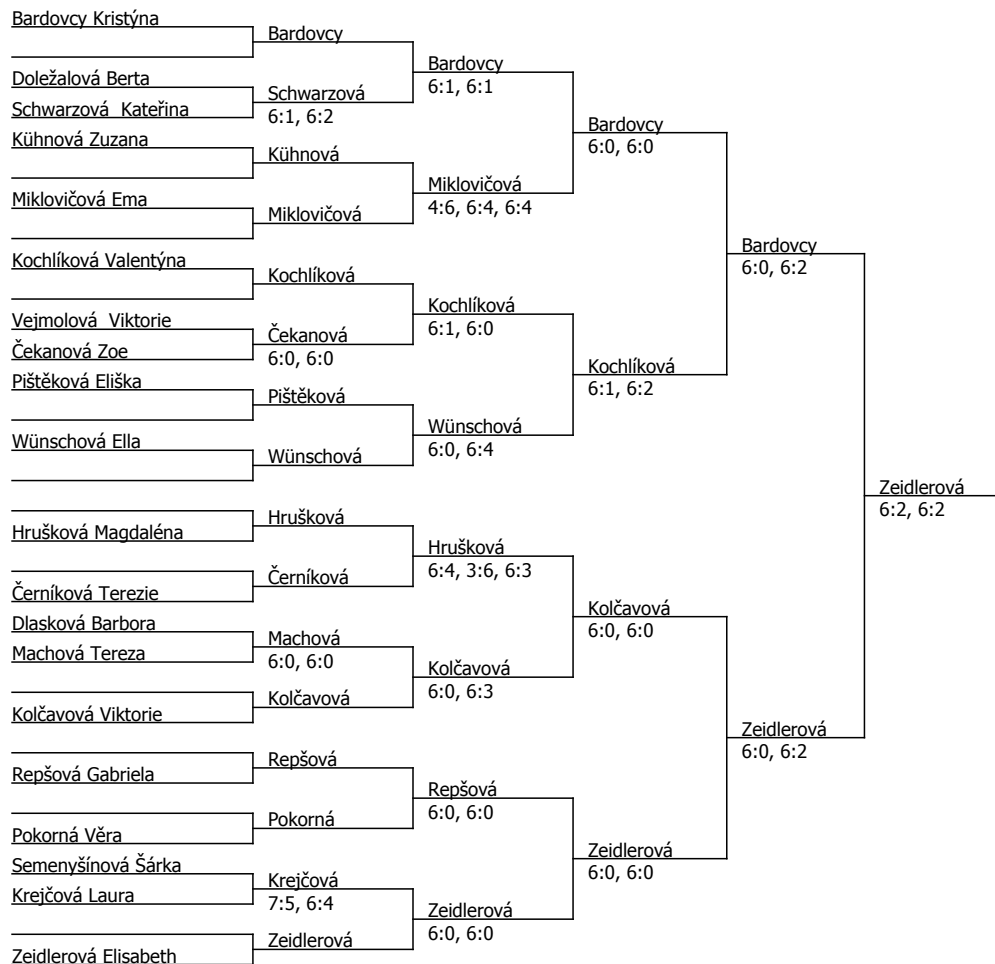 Bardovcy Kristýna
Doležalová Berta
Schwarzová  Kateřina
Kühnová Zuzana
Miklovičová Ema
Kochlíková Valentýna
Vejmolová  Viktorie
Čekanová Zoe
Pištěková Eliška
Wünschová Ella
Hrušková Magdaléna
Černíková Terezie
Dlasková Barbora
Machová Tereza
Kolčavová Viktorie
Repšová Gabriela
Pokorná Věra
Semenyšínová Šárka
Krejčová Laura
Zeidlerová Elisabeth
Bardovcy
Schwarzová
6:1, 6:2
Kühnová
Miklovičová
Kochlíková
Čekanová
6:0, 6:0
Pištěková
Wünschová
Hrušková
Černíková
Machová
6:0, 6:0
Kolčavová
Repšová
Pokorná
Krejčová
7:5, 6:4
Zeidlerová
Bardovcy
6:1, 6:1
Miklovičová
4:6, 6:4, 6:4
Kochlíková
6:1, 6:0
Wünschová
6:0, 6:4
Hrušková
6:4, 3:6, 6:3
Kolčavová
6:0, 6:3
Repšová
6:0, 6:0
Zeidlerová
6:0, 6:0
Bardovcy
6:0, 6:0
Kochlíková
6:1, 6:2
Kolčavová
6:0, 6:0
Zeidlerová
6:0, 6:0
Bardovcy
6:0, 6:2
Zeidlerová
6:0, 6:2
Zeidlerová
6:2, 6:2